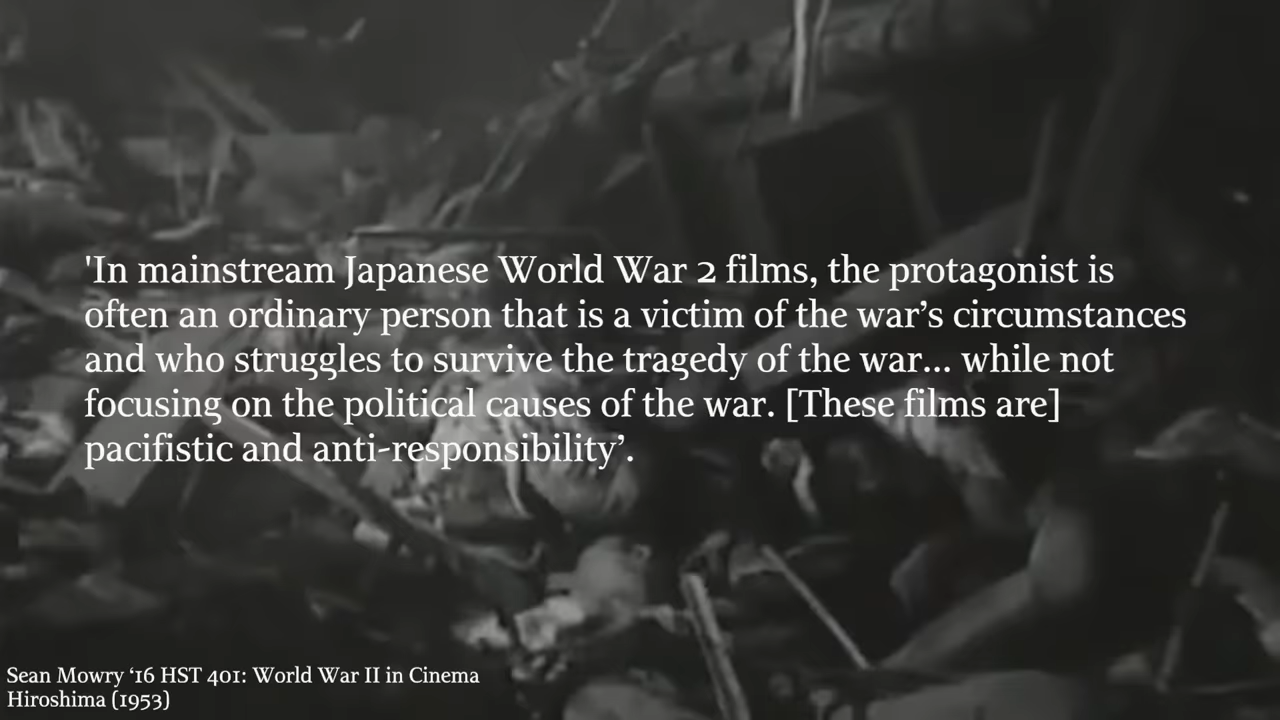 'In mainstream Japanese World War 2 films, the protagonist is
often an ordinary person that is a victim of the war’s circumstances
and who struggles to survive the tragedy of the war... while not
focusing on the political causes of the war. [These films are]
pacifistic and anti-responsibility’.
Sean Mowry ‘16 HST 401: World War II in Cinema
Hiroshima (1953)